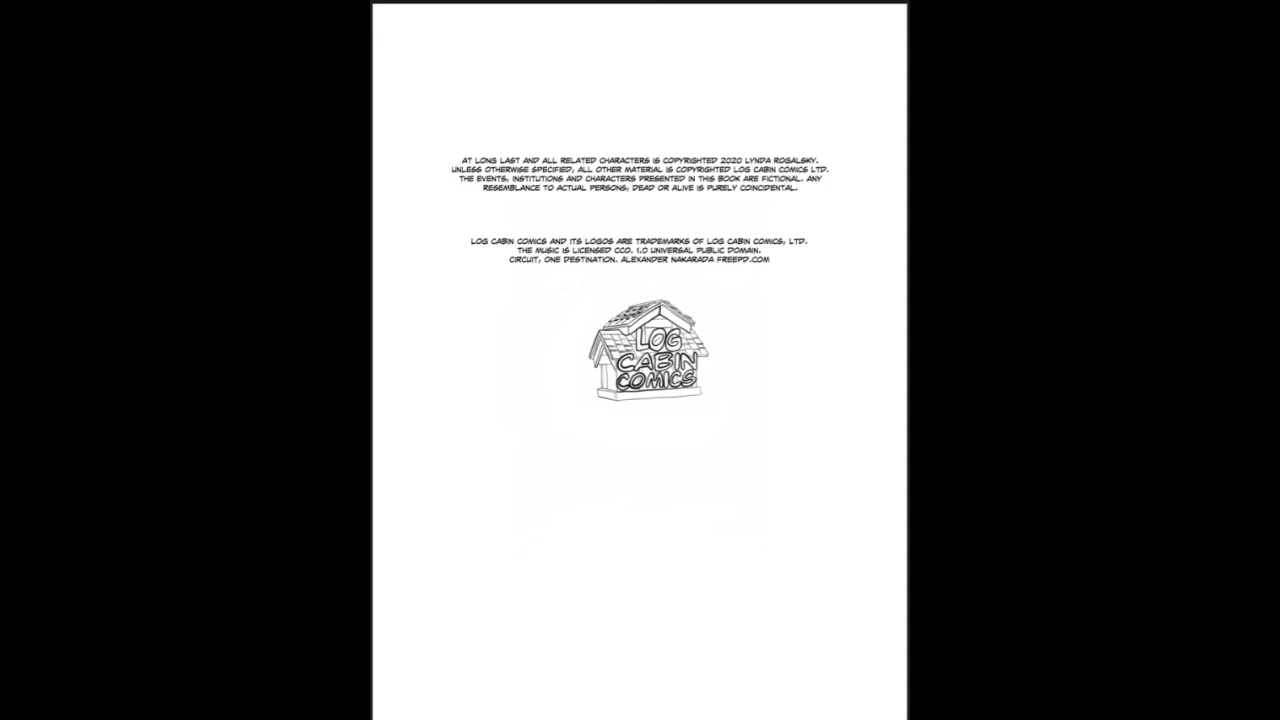 AT LONG LAST AND ALL RELATED CHARACTERS IS COPYRIGHTED 2020 LYNDA ROGALSKY.
UNLESS OTHERWISE SPECIFIED, ALL OTHER MATERIAL IS COPYRIGHTED LOG CABIN COMICS LTD.
THE EVENTS, INSTITUTIONS AND CHARACTERS PRESENTED IN THIS BOOK ARE FICTIONAL. ANY
RESEMBLANCE TO ACTUAL PERSONS, DEAD OR ALIVE IS PURELY COINCIDENTAL.
LOG CABIN COMICS AND ITS LOGOS ARE TRADEMARKS OF LOG CABIN COMICS, LTD.
THE MUSIC IS LICENSED CCO. 1.0 UNIVERSAL PUBLIC DOMAIN.
CIRCUIT, ONE DESTINATION. ALEXANDER NAKARADA FREEPD.COM
LOG
CABIN
COMICS